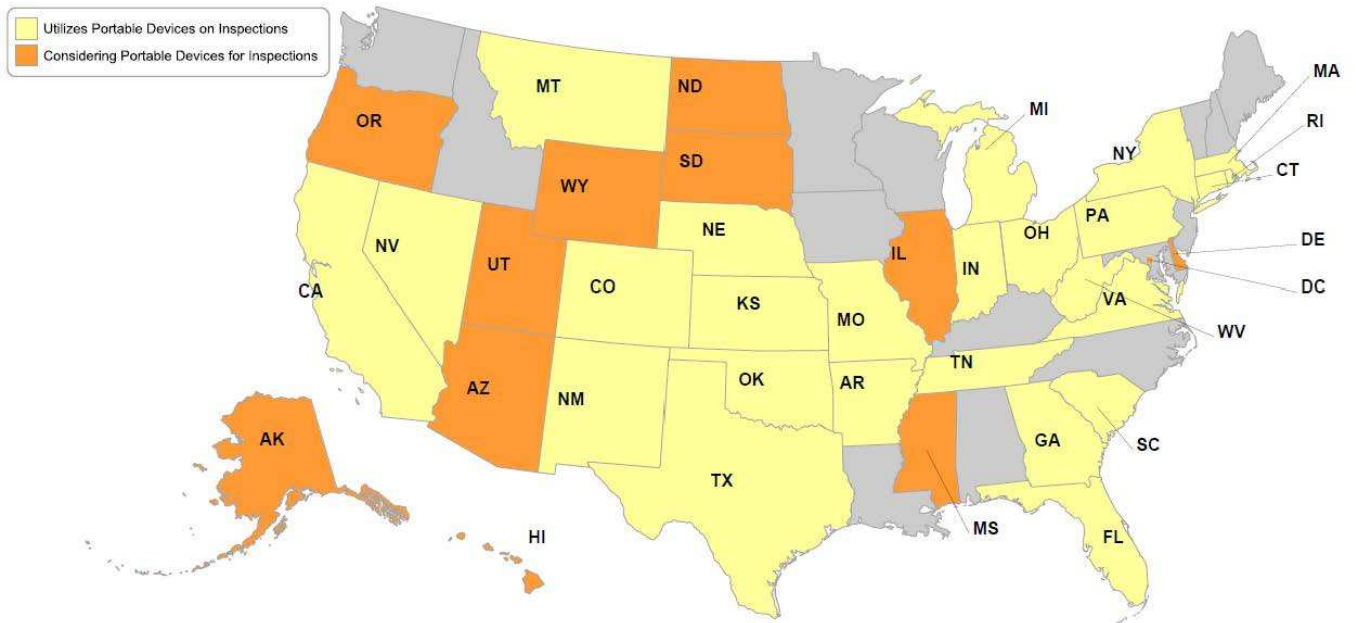 Utilizes Portable Devices on Inspections
Considering Portable Devices for Inspections
MT
ND
MI
MA
OR
RI
NY
SD
CT
WY
PA
NE
OH
DE
NV
IL
UT
IN
DC
CO
CA
VA
KS
MO
WV
TN
OK
AR
AZ
NM
AK
GA
SC
TX
MS
HI
FL